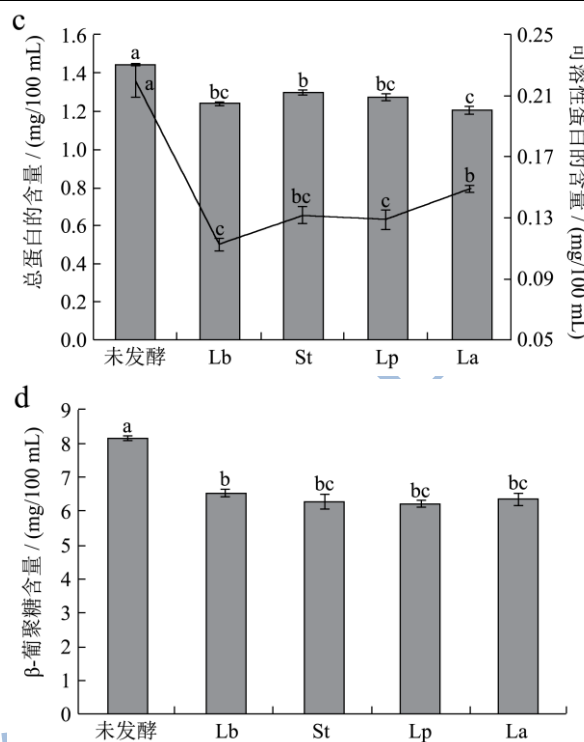 c
总蛋白的含量 / (mg/100 mL)
1.6
1.4
1.2
1.0
0.8
0.6
0.4
0.2
0.0
a
a
bc
c
b
bc
bc
c
c
b
0.25
0.21
0.17
0.13
0.09
0.05
可溶性蛋白的含量 / (mg/100 mL)
未发酵 Lb St Lp La
d
β-葡聚糖含量 / (mg/100 mL)
9
8
7
6
5
4
3
2
1
0
a
b
bc
bc
bc
未发酵 Lb St Lp La